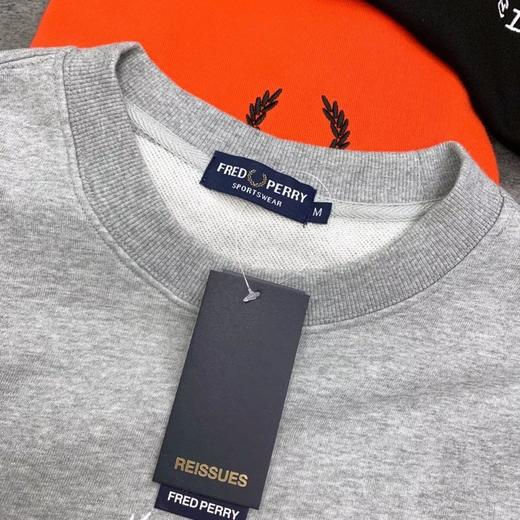 FRED PERRY
SPORTSWEAR
M
REISSUES
FRED PERRY